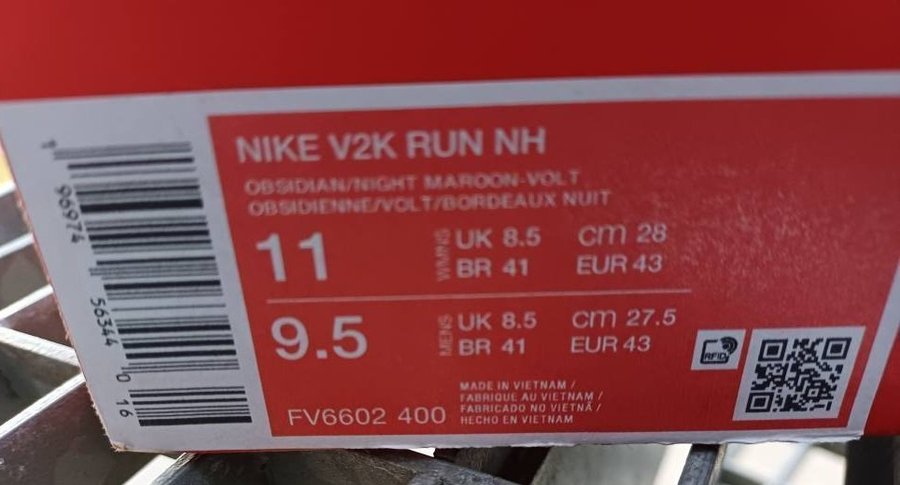 NIKE V2K RUN NH
OBSIDIAN/NIGHT MAROON-VOLT
OBSIDIENNE/VOLT/BORDEAUX NUIT
11 WMNS UK 8.5 CM 28
BR 41 EUR 43
9.5 MENS UK 8.5 CM 27.5
BR 41 EUR 43
RFID
FV6602 400
MADE IN VIETNAM /
FABRIQUE AU VIETNAM /
FABRICADO NO VIETNÃ /
HECHO EN VIETNAM
1 96974 56344 0 16